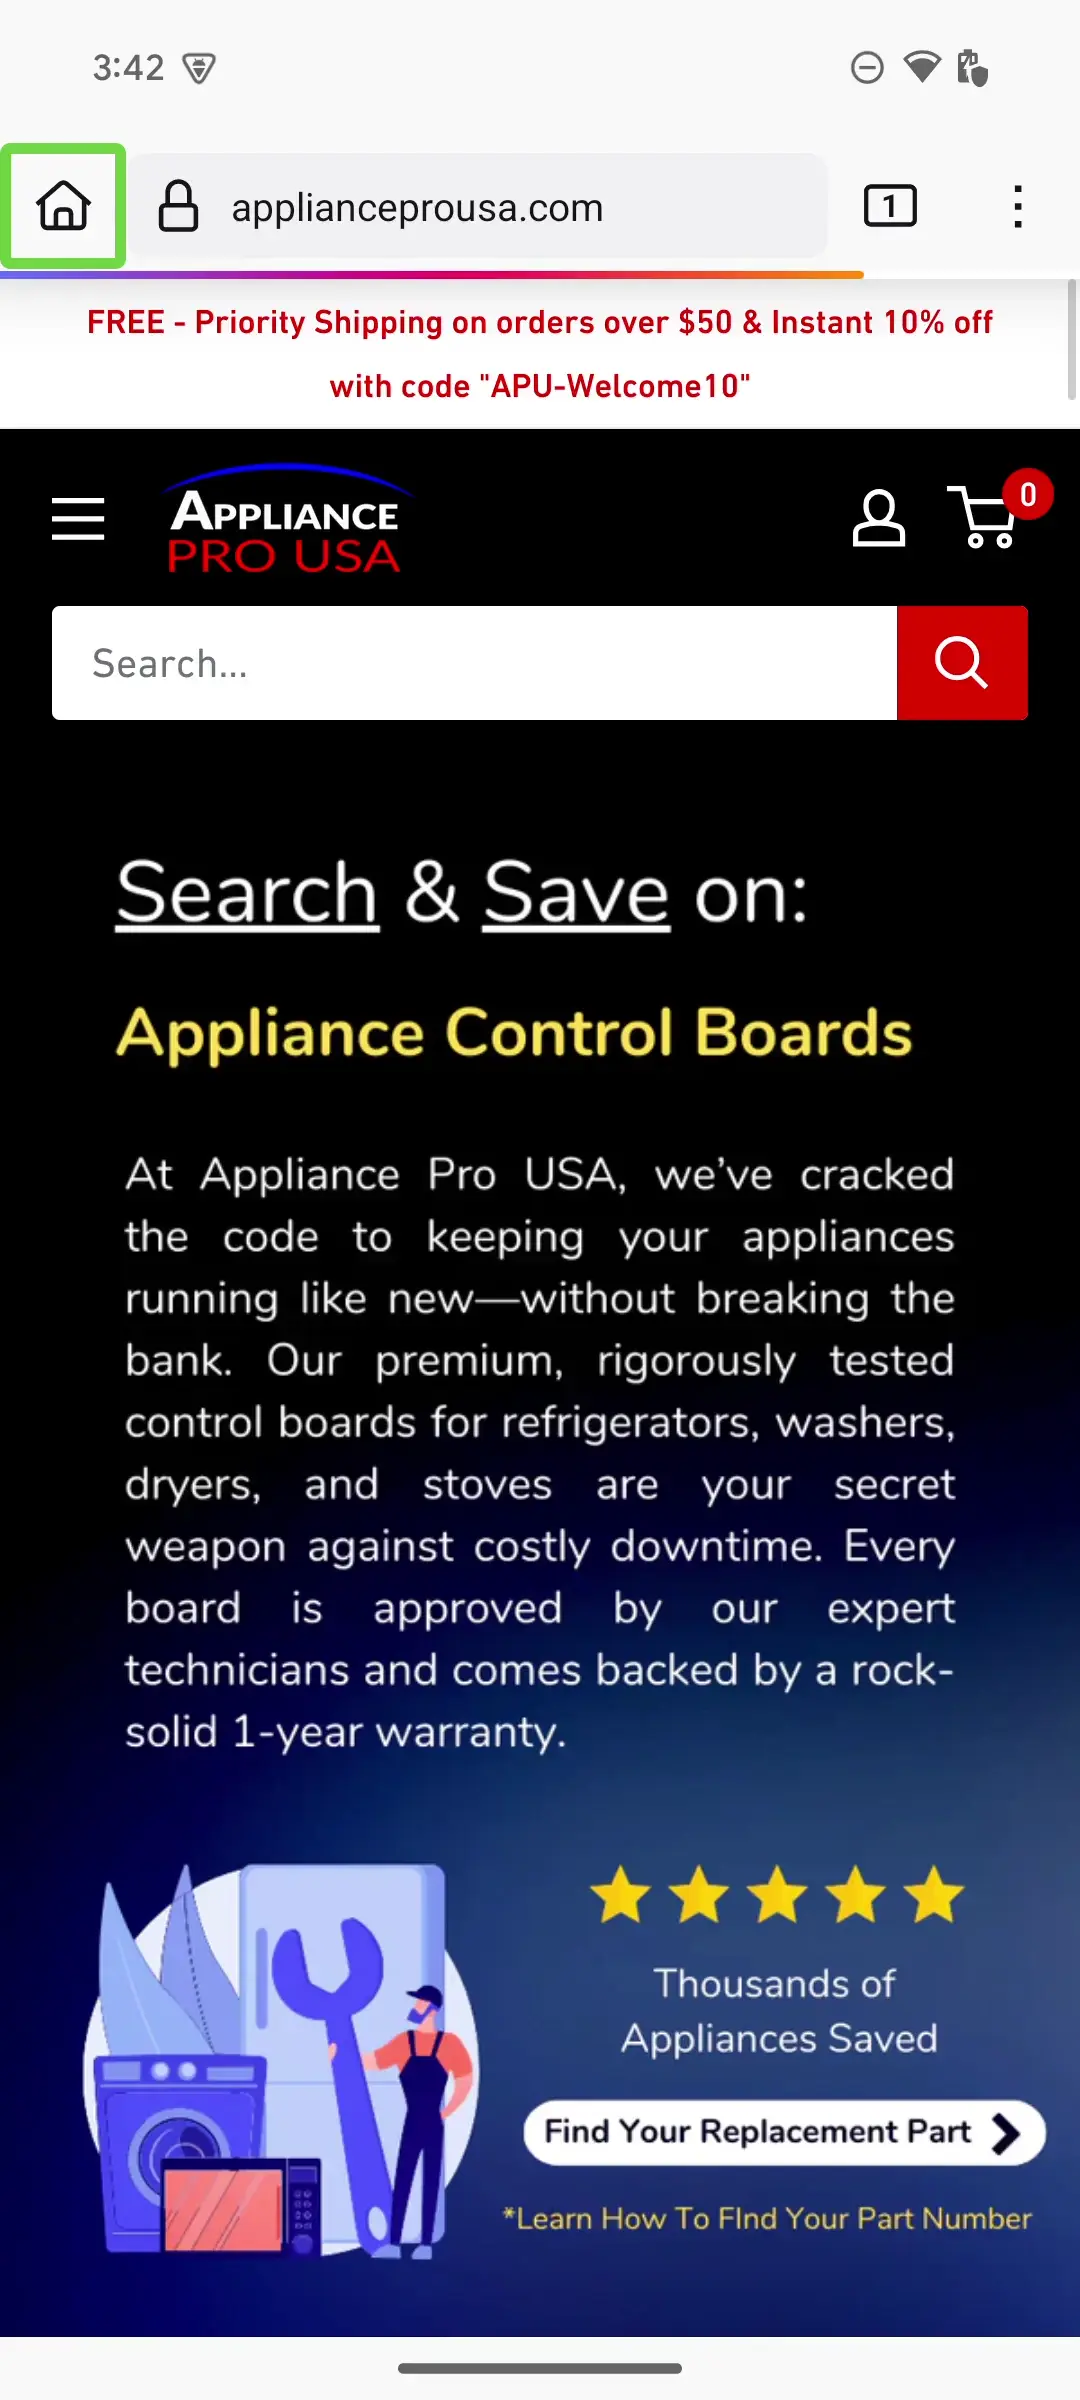 3:42
applianceprousa.com
1
FREE - Priority Shipping on orders over $50 & Instant 10% off
with code "APU-Welcome10"
APPLIANCE
PRO USA
0
Search...
Search & Save on:
Appliance Control Boards
At Appliance Pro USA, we’ve cracked
the code to keeping your appliances
running like new—without breaking the
bank. Our premium, rigorously tested
control boards for refrigerators, washers,
dryers, and stoves are your secret
weapon against costly downtime. Every
board is approved by our expert
technicians and comes backed by a rock-
solid 1-year warranty.
Thousands of
Appliances Saved
Find Your Replacement Part
*Learn How To FInd Your Part Number